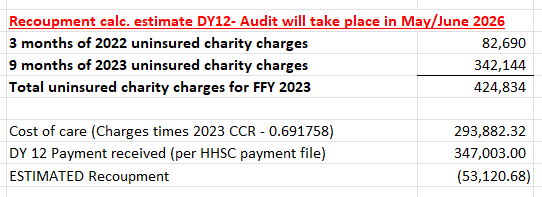 Recoupment calc. estimate DY12- Audit will take place in May/June 2026
3 months of 2022 uninsured charity charges 82,690
9 months of 2023 uninsured charity charges 342,144
Total uninsured charity charges for FFY 2023 424,834
Cost of care (Charges times 2023 CCR - 0.691758) 293,882.32
DY 12 Payment received (per HHSC payment file) 347,003.00
ESTIMATED Recoupment (53,120.68)